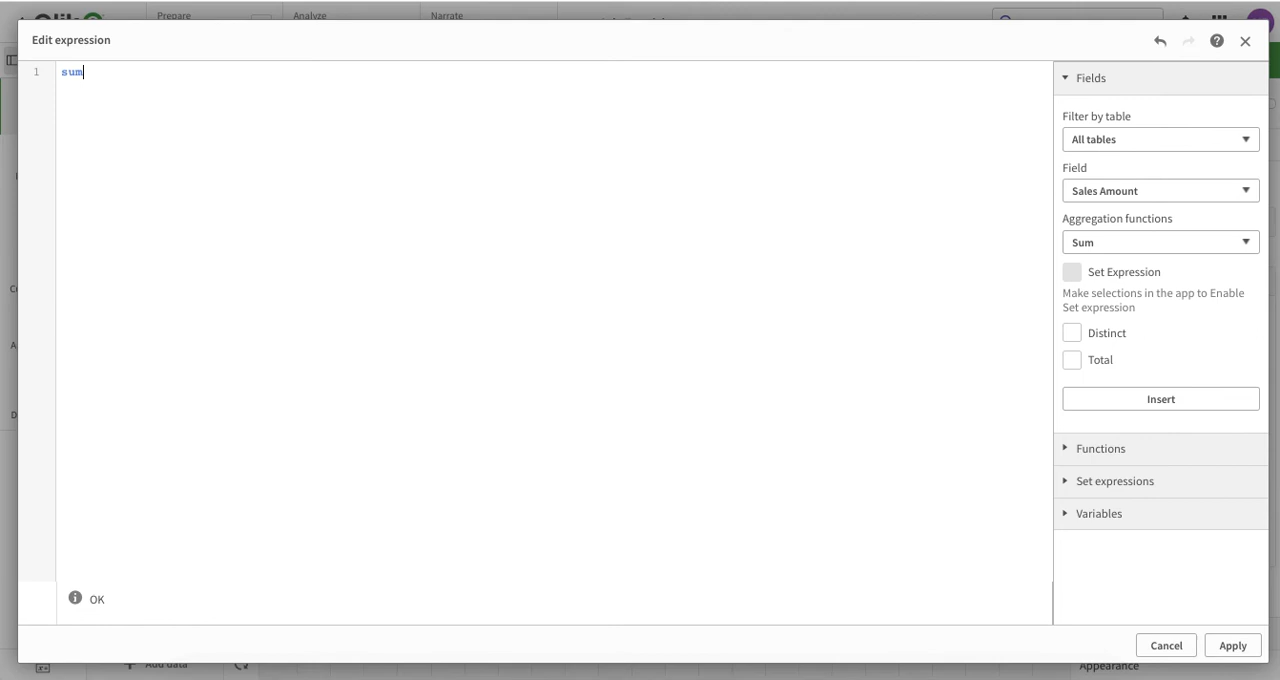 Prepare
Analyze
Narrate
Edit expression
1 sum
Fields
Filter by table
All tables
Field
Sales Amount
Aggregation functions
Sum
Set Expression
Make selections in the app to Enable
Set expression
Distinct
Total
Insert
Functions
Set expressions
Variables
OK
Cancel
Apply
Add data
Appearance